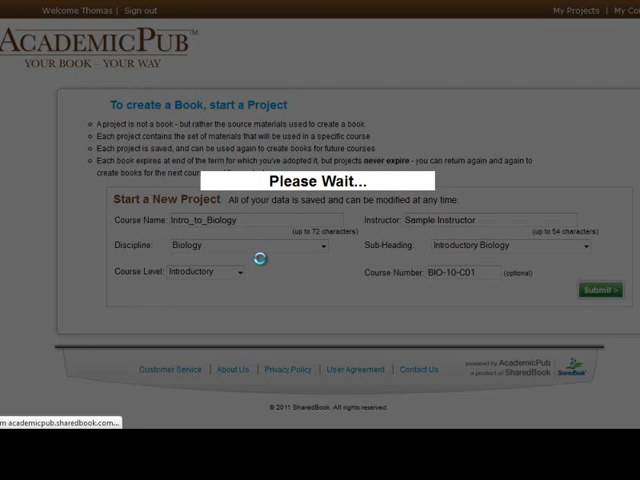 Welcome Thomas | Sign out
My Projects |
ACADEMICPUB™
YOUR BOOK – YOUR WAY
To create a Book, start a Project
A project is not a book - but rather the source materials used to create a book
Each project contains the set of materials that will be used in a specific course
Each project is saved, and can be used again to create books for future courses
Each book expires at end of the term for which you've adopted it, but projects never expire - you can return again and again to
create books for the next
Please Wait...
Start a New Project All of your data is saved and can be modified at any time.
Course Name: Intro_to_Biology Instructor: Sample Instructor
(up to 72 characters) (up to 54 characters)
Discipline: Biology Sub-Heading: Introductory Biology
Course Level: Introductory Course Number: BIO-10-C01 (optional)
Submit >
Customer Service | About Us | Privacy Policy | User Agreement | Contact Us
powered by AcademicPub
a product of SharedBook
SHAREDBOOK
© 2011 SharedBook. All rights reserved.
academicpub.sharedbook.com...